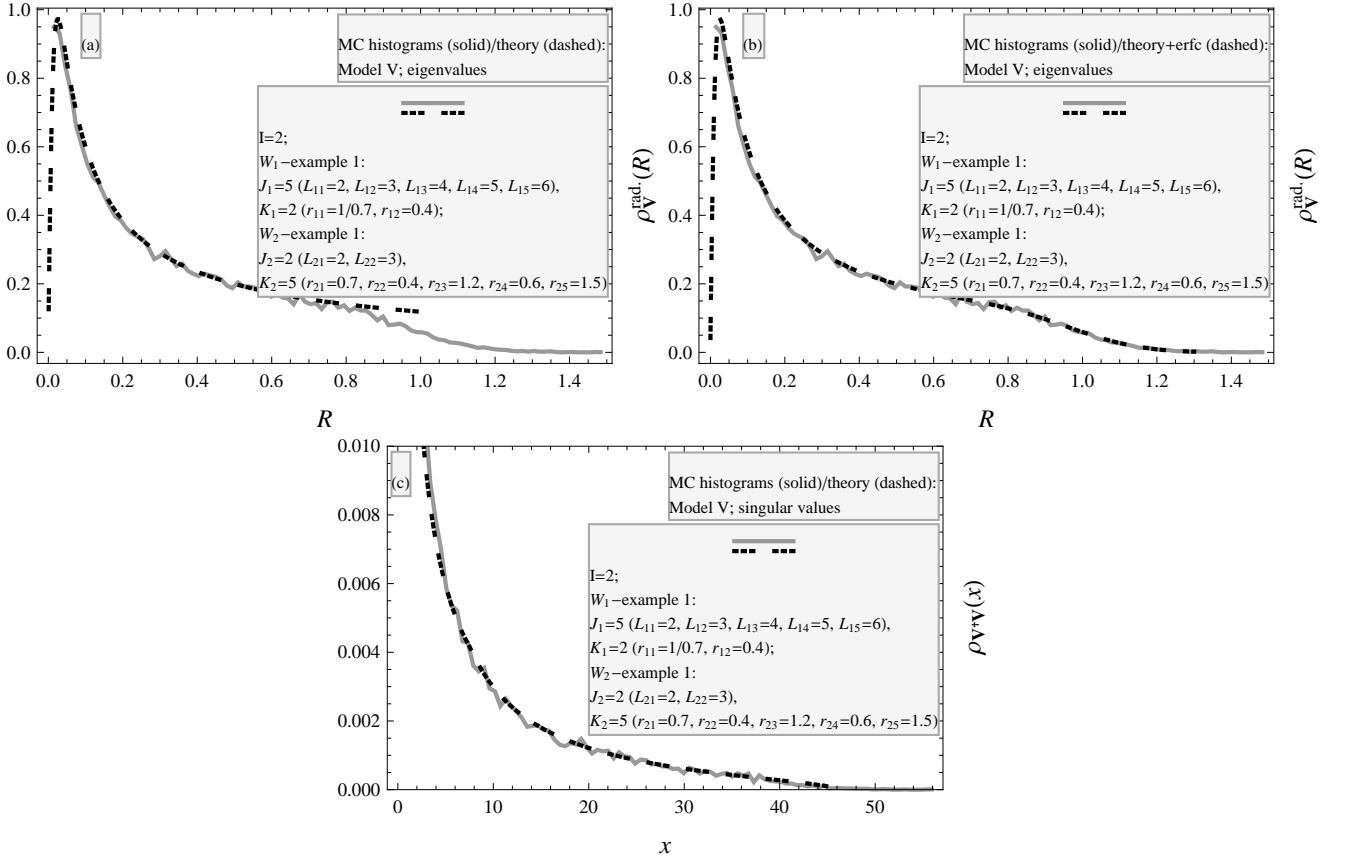 (a)
MC histograms (solid)/theory (dashed):
Model V; eigenvalues
I=2;
W₁−example 1:
J₁=5 (L₁₁=2, L₁₂=3, L₁₃=4, L₁₄=5, L₁₅=6),
K₁=2 (r₁₁=1/0.7, r₁₂=0.4);
W₂−example 1:
J₂=2 (L₂₁=2, L₂₂=3),
K₂=5 (r₂₁=0.7, r₂₂=0.4, r₂₃=1.2, r₂₄=0.6, r₂₅=1.5)
1.0
0.8
0.6
0.4
0.2
0.0
0.0 0.2 0.4 0.6 0.8 1.0 1.2 1.4
R
ρ_V^rad.(R)
(b)
MC histograms (solid)/theory+erfc (dashed):
Model V; eigenvalues
I=2;
W₁−example 1:
J₁=5 (L₁₁=2, L₁₂=3, L₁₃=4, L₁₄=5, L₁₅=6),
K₁=2 (r₁₁=1/0.7, r₁₂=0.4);
W₂−example 1:
J₂=2 (L₂₁=2, L₂₂=3),
K₂=5 (r₂₁=0.7, r₂₂=0.4, r₂₃=1.2, r₂₄=0.6, r₂₅=1.5)
1.0
0.8
0.6
0.4
0.2
0.0
0.0 0.2 0.4 0.6 0.8 1.0 1.2 1.4
R
ρ_V^rad.(R)
(c)
MC histograms (solid)/theory (dashed):
Model V; singular values
I=2;
W₁−example 1:
J₁=5 (L₁₁=2, L₁₂=3, L₁₃=4, L₁₄=5, L₁₅=6),
K₁=2 (r₁₁=1/0.7, r₁₂=0.4);
W₂−example 1:
J₂=2 (L₂₁=2, L₂₂=3),
K₂=5 (r₂₁=0.7, r₂₂=0.4, r₂₃=1.2, r₂₄=0.6, r₂₅=1.5)
0.010
0.008
0.006
0.004
0.002
0.000
0 10 20 30 40 50
x
ρ_V†V(x)